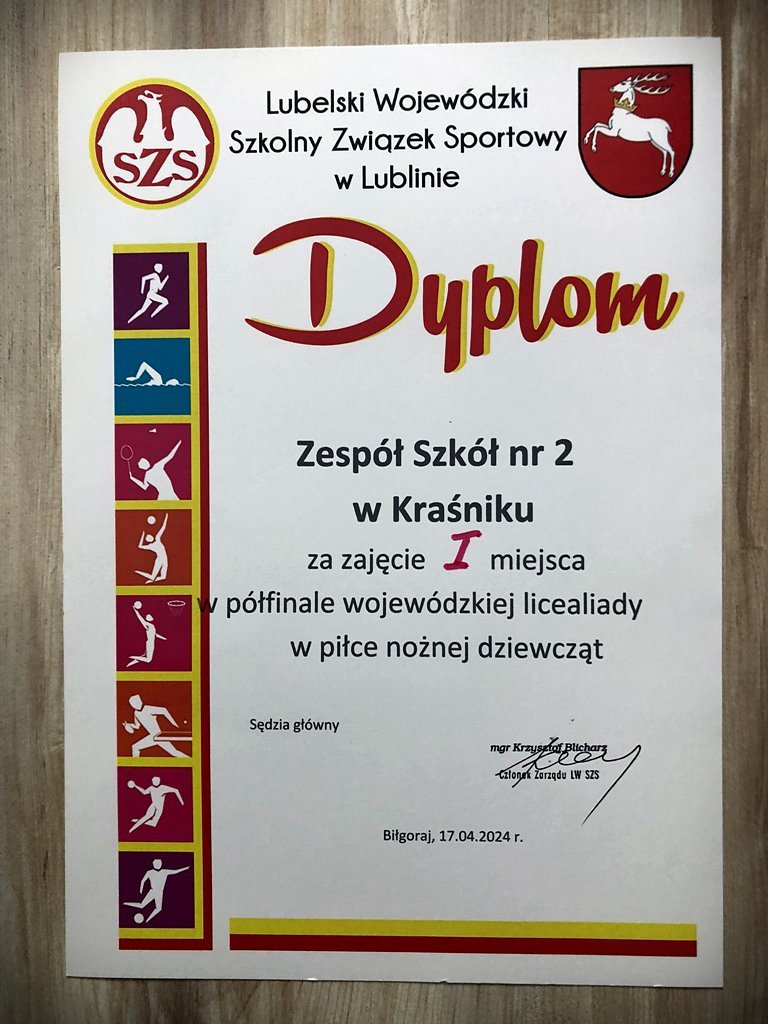 Lubelski Wojewódzki
Szkolny Związek Sportowy
w Lublinie
SZS
Dyplom
Zespół Szkół nr 2
w Kraśniku
za zajęcie I miejsca
w półfinale wojewódzkiej licealiady
w piłce nożnej dziewcząt
Sędzia główny
mgr Krzysztof Blicharz
Członek Zarządu LW SZS
Biłgoraj, 17.04.2024 r.